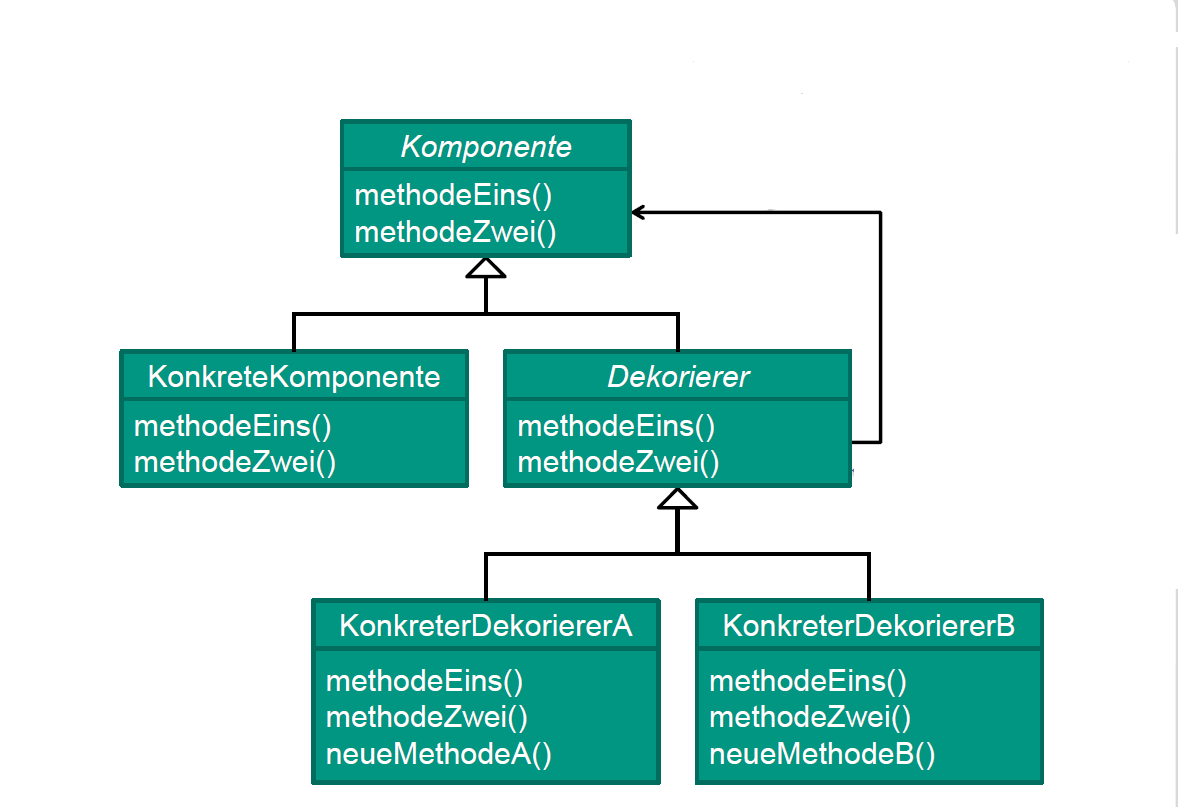 Komponente
methodeEins()
methodeZwei()
KonkreteKomponente
methodeEins()
methodeZwei()
Dekorierer
methodeEins()
methodeZwei()
KonkreterDekoriererA
methodeEins()
methodeZwei()
neueMethodeA()
KonkreterDekoriererB
methodeEins()
methodeZwei()
neueMethodeB()